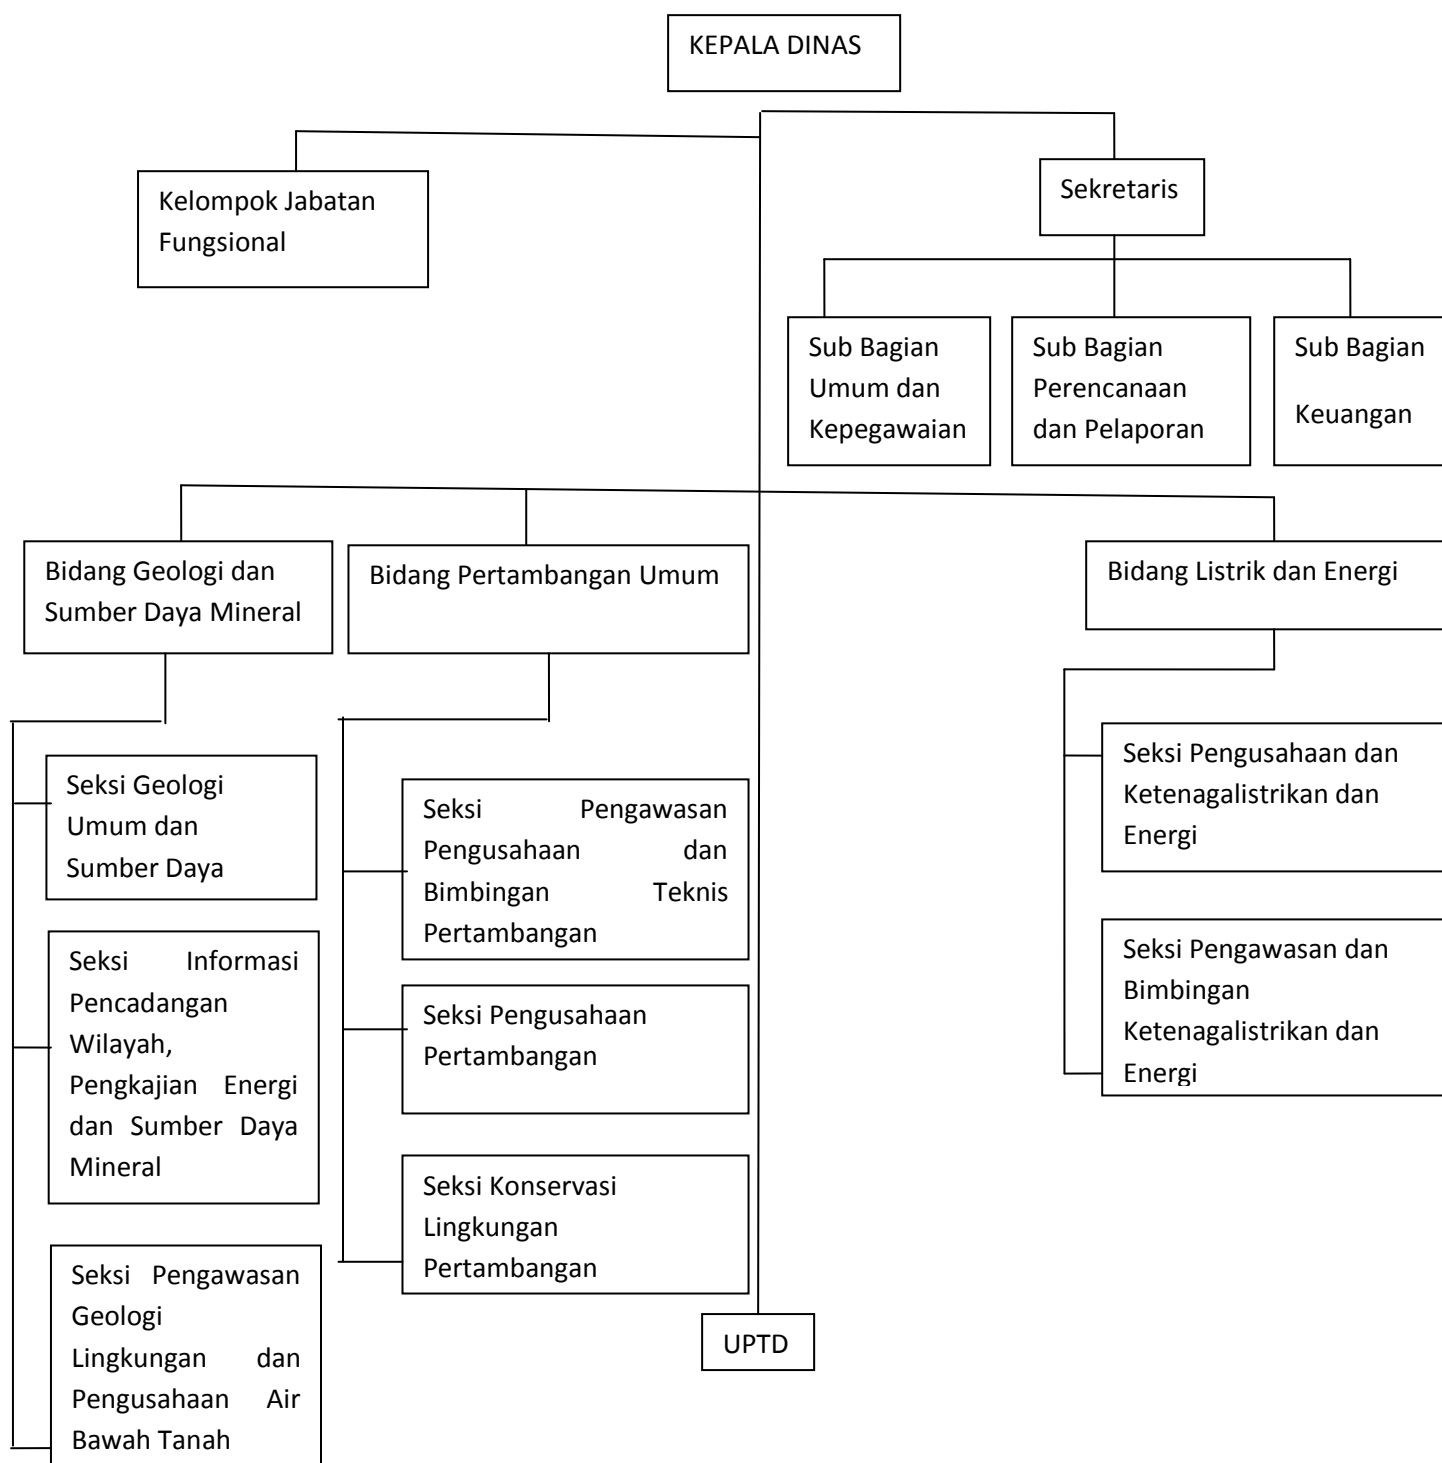 KEPALA DINAS
Kelompok Jabatan
Fungsional
Sekretaris
Sub Bagian
Umum dan
Kepegawaian
Sub Bagian
Perencanaan
dan Pelaporan
Sub Bagian
Keuangan
Bidang Geologi dan
Sumber Daya Mineral
Bidang Pertambangan Umum
Bidang Listrik dan Energi
Seksi Geologi
Umum dan
Sumber Daya
Seksi Informasi
Pencadangan
Wilayah,
Pengkajian Energi
dan Sumber Daya
Mineral
Seksi Pengawasan
Geologi
Lingkungan dan
Pengusahaan Air
Bawah Tanah
Seksi Pengawasan
Pengusahaan dan
Bimbingan Teknis
Pertambangan
Seksi Pengusahaan
Pertambangan
Seksi Konservasi
Lingkungan
Pertambangan
Seksi Pengusahaan dan
Ketenagalistrikan dan
Energi
Seksi Pengawasan dan
Bimbingan
Ketenagalistrikan dan
Energi
UPTD